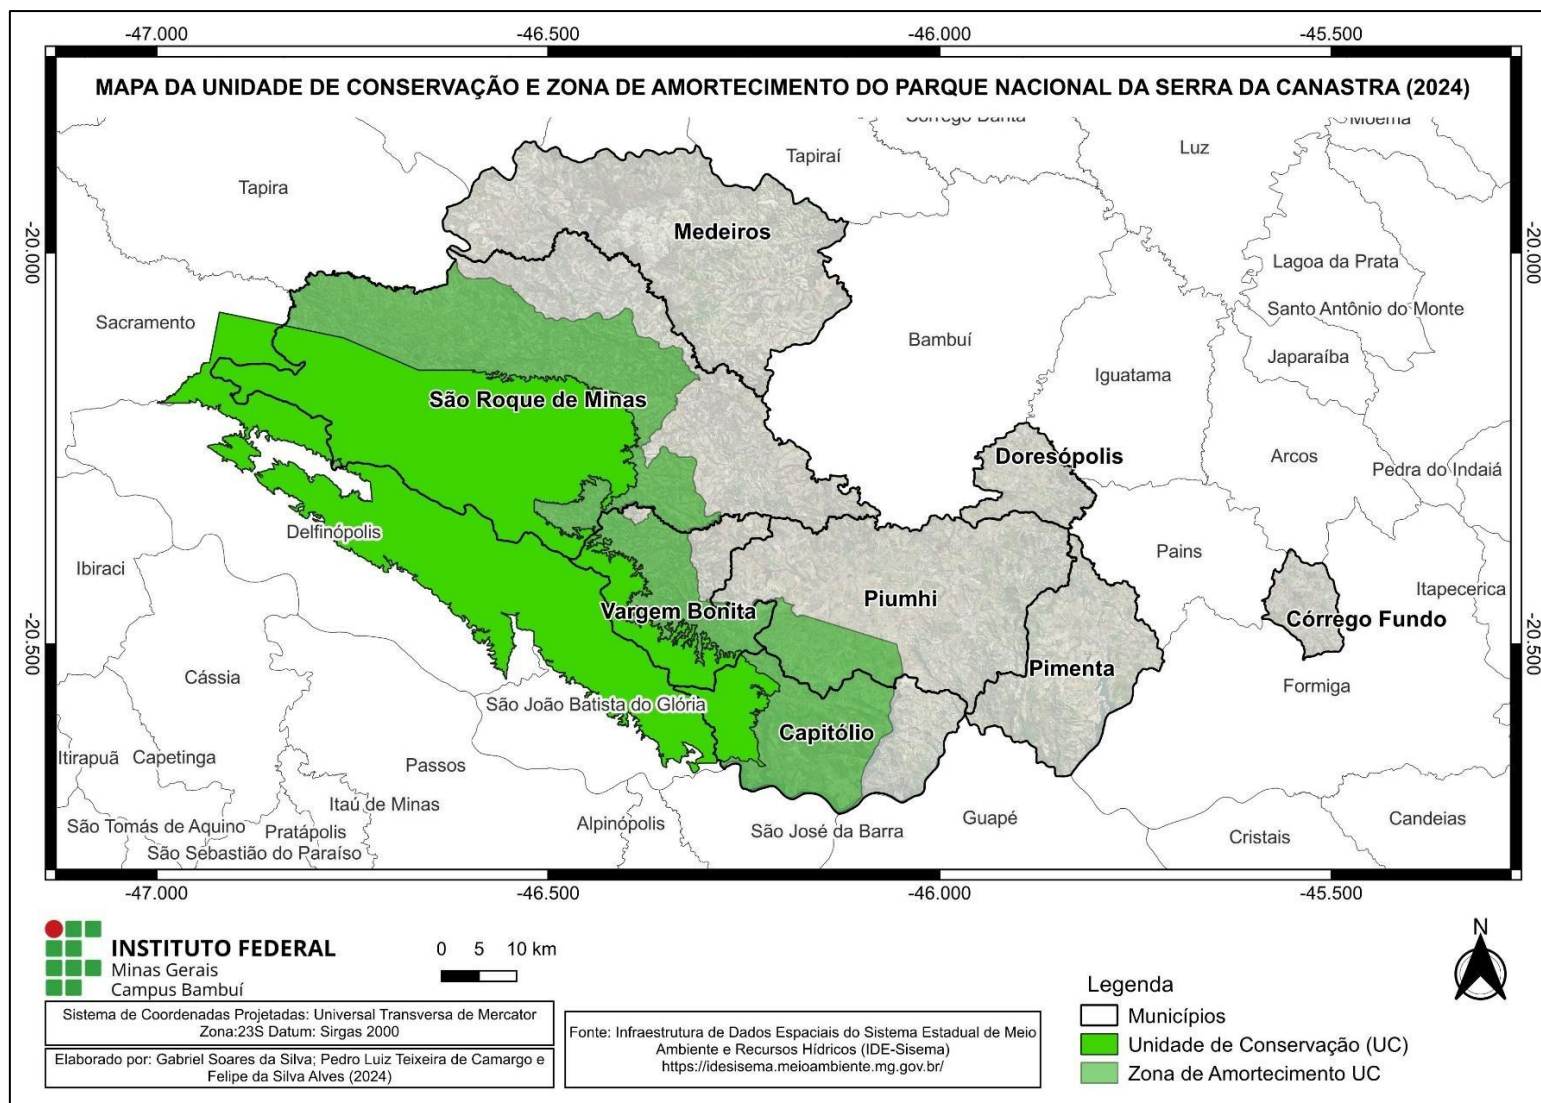 -47.000 -46.500 -46.000 -45.500
MAPA DA UNIDADE DE CONSERVAÇÃO E ZONA DE AMORTECIMENTO DO PARQUE NACIONAL DA SERRA DA CANASTRA (2024)
Córrego Danta
Moema
Luz
Tapiraí
Tapira
Medeiros
-20.000
-20.000
Lagoa da Prata
Santo Antônio do Monte
Sacramento
Bambuí
Japaraíba
Iguatama
São Roque de Minas
Doresópolis
Arcos
Pedra do Indaiá
Delfinópolis
Pains
Ibiraci
Itapecerica
Vargem Bonita
Piumhi
Córrego Fundo
-20.500
-20.500
Pimenta
Cássia
Formiga
São João Batista do Glória
Capitólio
Itirapuã
Capetinga
Passos
Itaú de Minas
Guapé
Candeias
São Tomás de Aquino
Pratápolis
Alpinópolis
São José da Barra
Cristais
São Sebastião do Paraíso
-47.000 -46.500 -46.000 -45.500
INSTITUTO FEDERAL
Minas Gerais
Campus Bambuí
0 5 10 km
N
Sistema de Coordenadas Projetadas: Universal Transversa de Mercator
Zona:23S Datum: Sirgas 2000
Elaborado por: Gabriel Soares da Silva; Pedro Luiz Teixeira de Camargo e
Felipe da Silva Alves (2024)
Fonte: Infraestrutura de Dados Espaciais do Sistema Estadual de Meio
Ambiente e Recursos Hídricos (IDE-Sisema)
https://idesisema.meioambiente.mg.gov.br/
Legenda
Municípios
Unidade de Conservação (UC)
Zona de Amortecimento UC